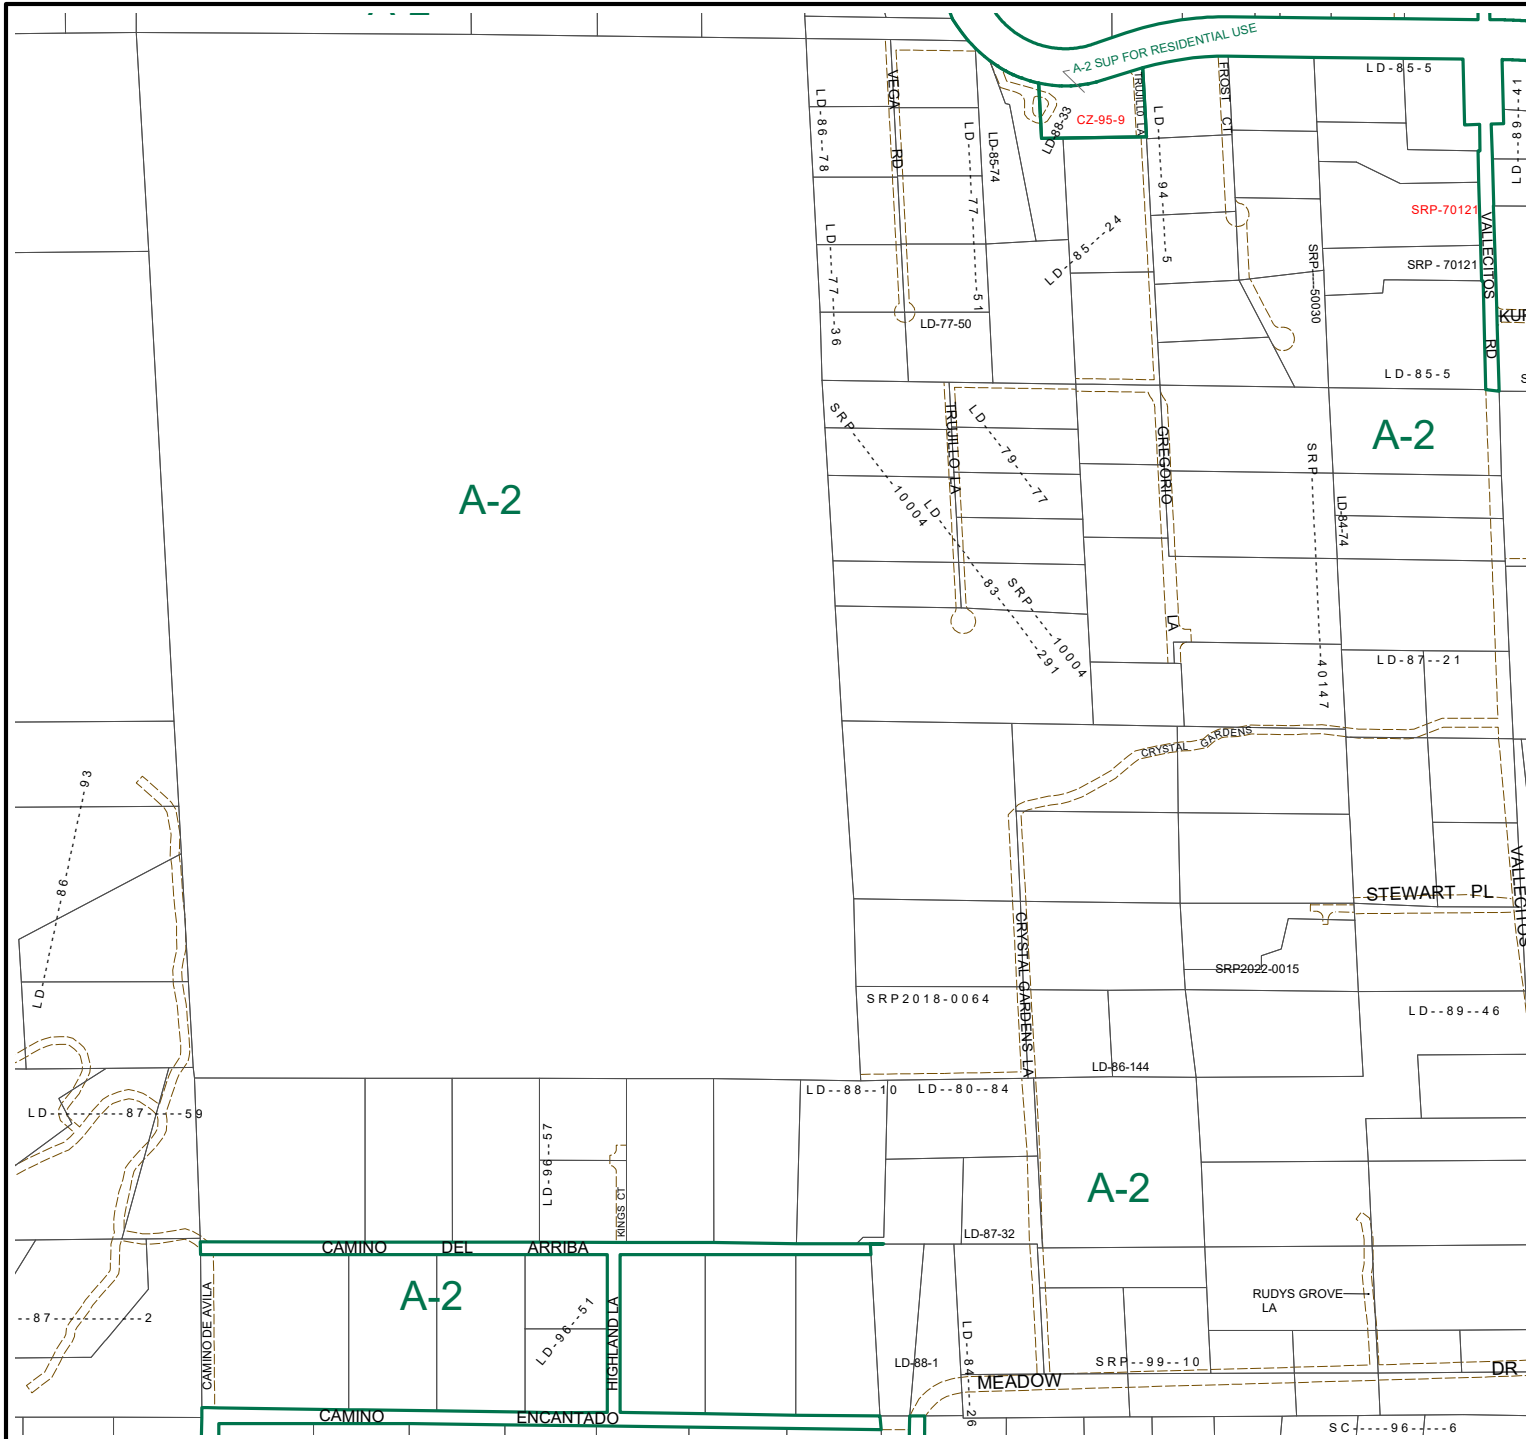 A-2 SUP FOR RESIDENTIAL USE
LD-85-5
LD--89--41
VEGA
RD
LD-86--78
LD-----77-----51
LD-85-74
LD-88-33
CZ-95-9
TRUJILLO LA
LD-----94-----5
FROST CT
SRP-70121
VALLECITOS
RD
LD--77---36
LD--85---24
SRP---50030
SRP - 70121
LD-77-50
LD-85-5
A-2
SRP------10004
TRUJILLO LA
LD----79----77
GREGORIO
LA
SRP------40147
LD-84-74
A-2
LD------83------291
SRP-----10004
LD-87--21
CRYSTAL GARDENS
LD------86------93
STEWART PL
VALLECITOS
CRYSTAL GARDENS LA
SRP2022-0015
SRP2018-0064
LD--89--46
LD-86-144
LD--88--10
LD--80--84
LD--------87-----59
LD-96--57
KINGS CT
A-2
LD-87-32
CAMINO DEL ARRIBA
A-2
CAMINO DE AVILA
LD-96--51
HIGHLAND LA
RUDYS GROVE
LA
--87-----------2
LD-88-1
LD---84---26
SRP--99--10
MEADOW
DR
CAMINO ENCANTADO
SC-----96-----6